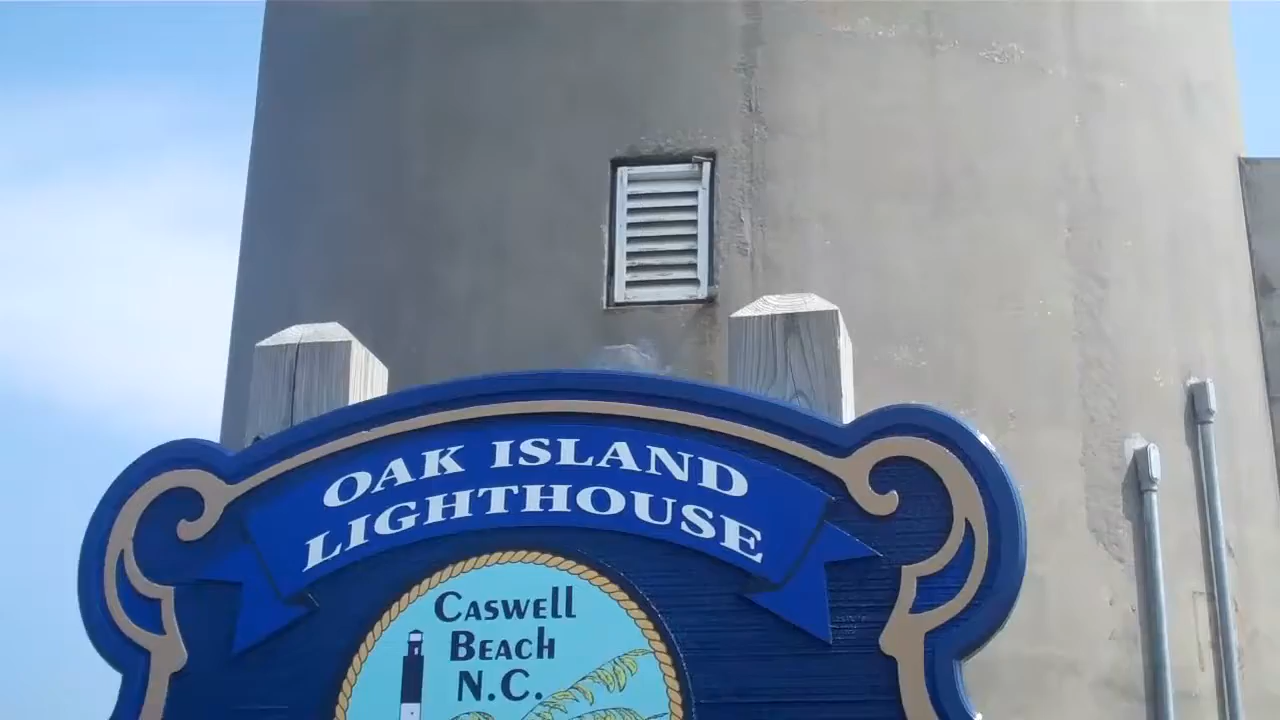 OAK ISLAND
LIGHTHOUSE
CASWELL
BEACH
N.C.